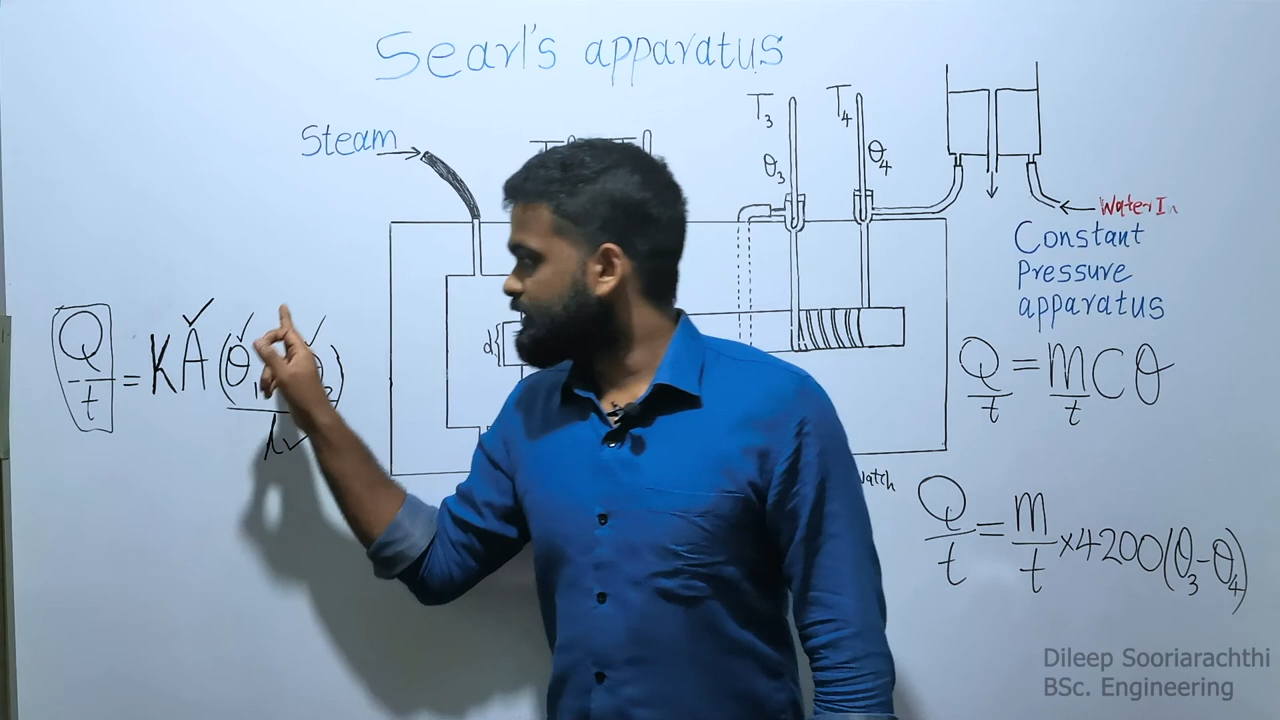 Searl's apparatus
Steam
T3
T4
θ3
θ4
Water In
Constant
Pressure
apparatus
d
Q/t = KA(θ1 θ2)/l
Q/t = m/t Cθ
Q/t = m/t ×4200(θ3-θ4)
Dileep Sooriarachthi
BSc. Engineering